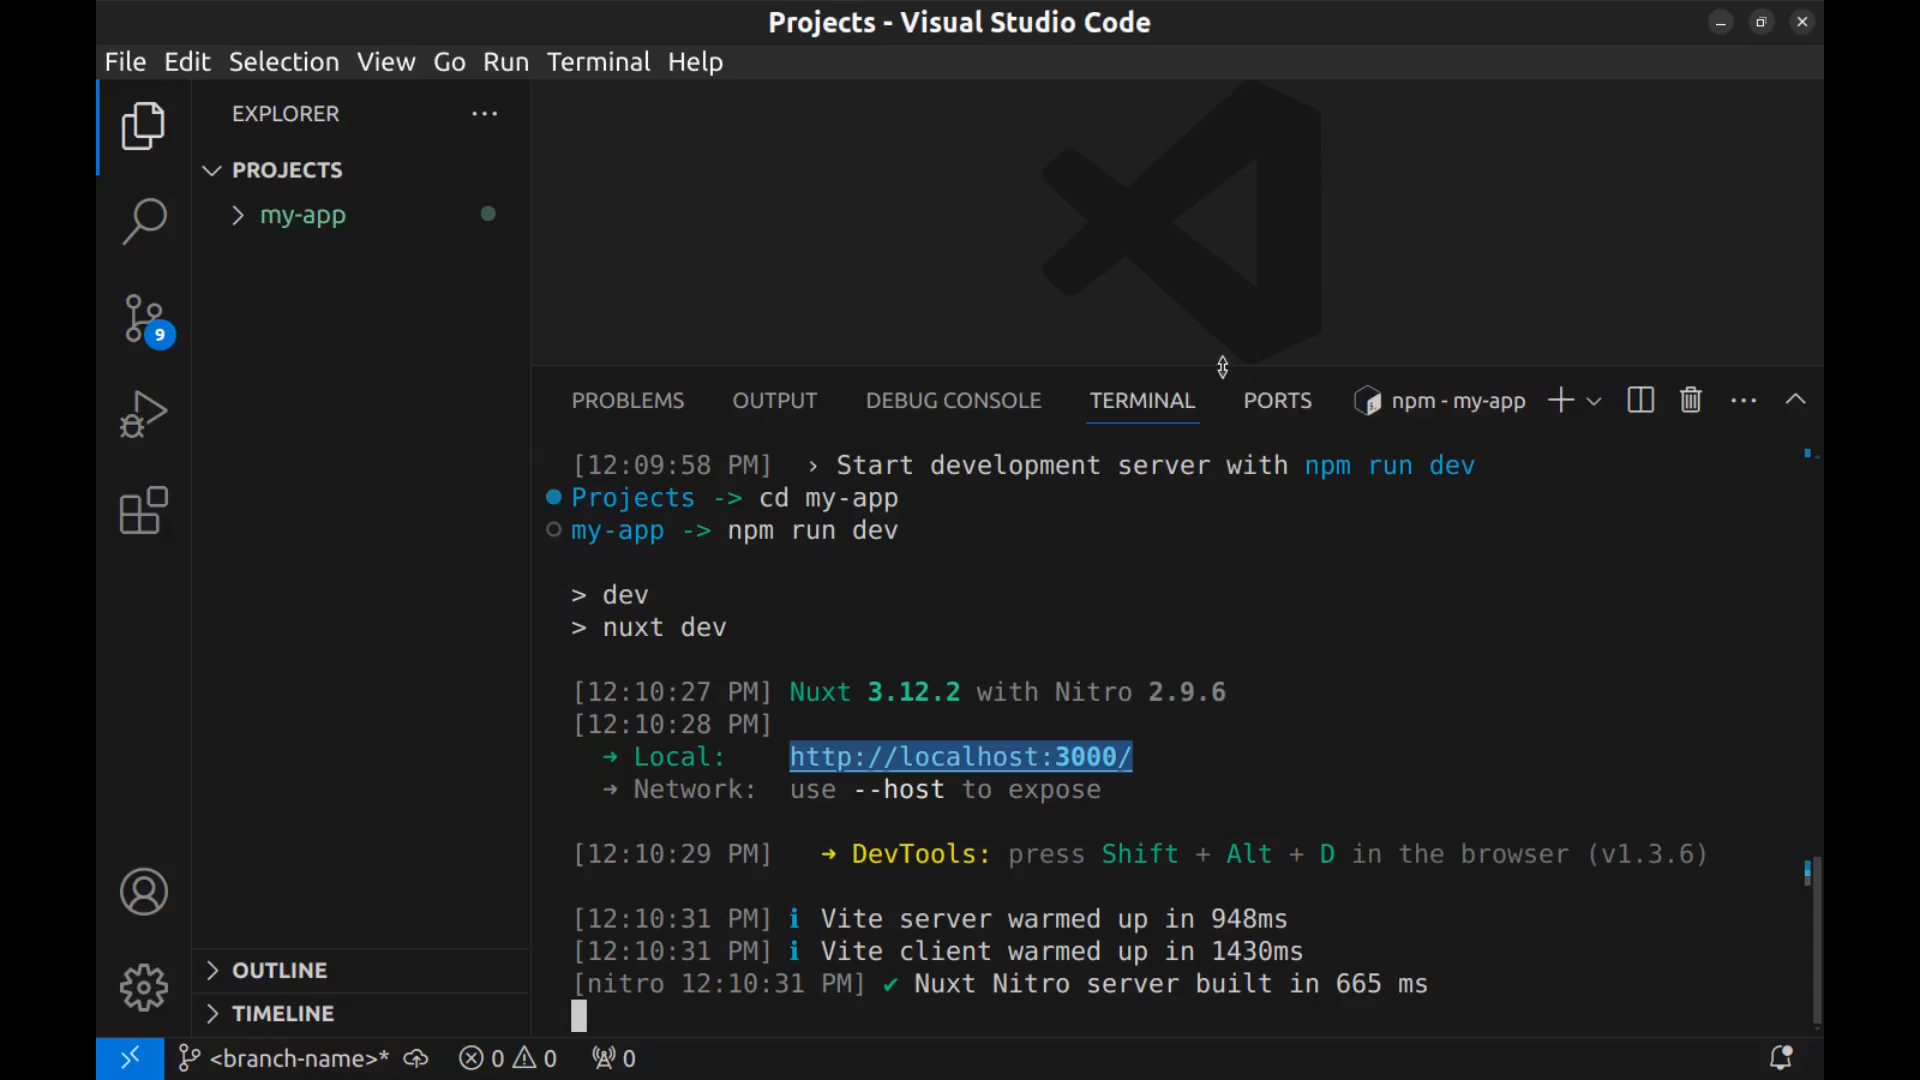 Projects - Visual Studio Code
File Edit Selection View Go Run Terminal Help
EXPLORER
PROJECTS
my-app
9
PROBLEMS OUTPUT DEBUG CONSOLE TERMINAL PORTS npm - my-app
[12:09:58 PM] › Start development server with npm run dev
Projects -> cd my-app
my-app -> npm run dev
> dev
> nuxt dev
[12:10:27 PM] Nuxt 3.12.2 with Nitro 2.9.6
[12:10:28 PM]
➜ Local: http://localhost:3000/
➜ Network: use --host to expose
[12:10:29 PM] ➜ DevTools: press Shift + Alt + D in the browser (v1.3.6)
[12:10:31 PM] ℹ Vite server warmed up in 948ms
[12:10:31 PM] ℹ Vite client warmed up in 1430ms
[nitro 12:10:31 PM] ✔ Nuxt Nitro server built in 665 ms
OUTLINE
TIMELINE
<branch-name>* 0 0 0